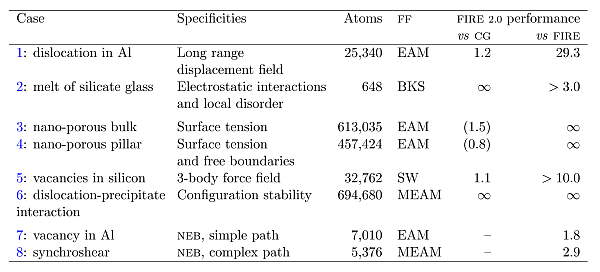 Case Specificities Atoms FF FIRE 2.0 performance
vs CG vs FIRE
1: dislocation in Al Long range 25,340 EAM 1.2 29.3
displacement field
2: melt of silicate glass Electrostatic interactions 648 BKS ∞ > 3.0
and local disorder
3: nano-porous bulk Surface tension 613,035 EAM (1.5) ∞
4: nano-porous pillar Surface tension 457,424 EAM (0.8) ∞
and free boundaries
5: vacancies in silicon 3-body force field 32,762 SW 1.1 > 10.0
6: dislocation-precipitate Configuration stability 694,680 MEAM ∞ ∞
interaction
7: vacancy in Al NEB, simple path 7,010 EAM – 1.8
8: synchroshear NEB, complex path 5,376 MEAM – 2.9